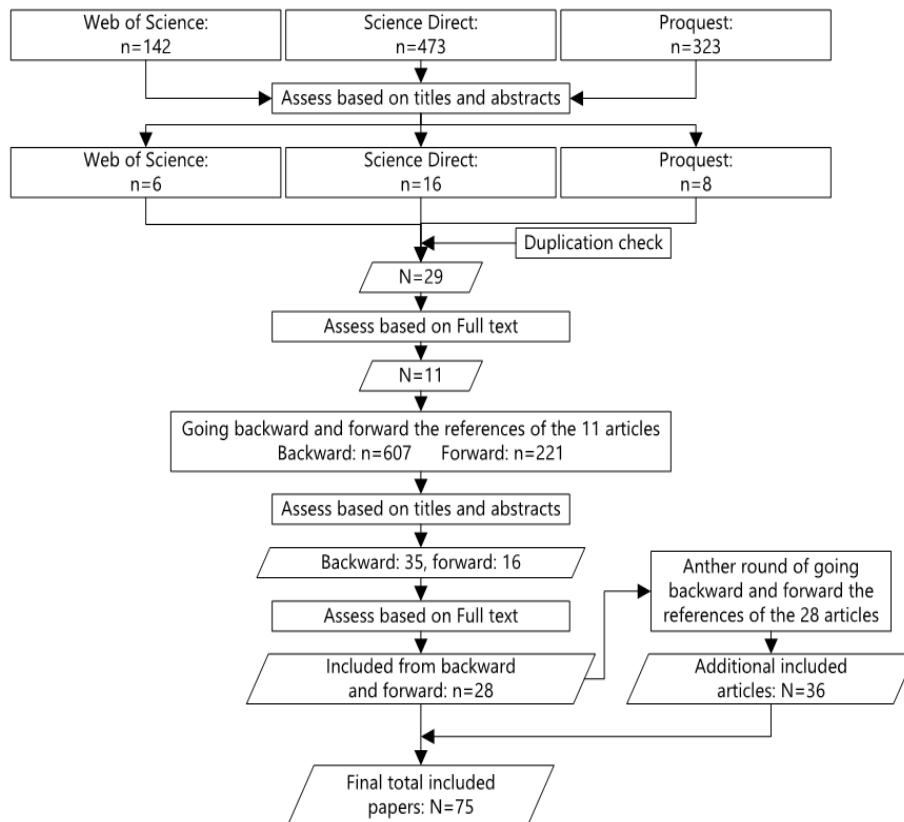 Web of Science:
n=142
Science Direct:
n=473
Proquest:
n=323
Assess based on titles and abstracts
Web of Science:
n=6
Science Direct:
n=16
Proquest:
n=8
Duplication check
N=29
Assess based on Full text
N=11
Going backward and forward the references of the 11 articles
Backward: n=607 Forward: n=221
Assess based on titles and abstracts
Backward: 35, forward: 16
Assess based on Full text
Included from backward
and forward: n=28
Anther round of going
backward and forward the
references of the 28 articles
Additional included
articles: N=36
Final total included
papers: N=75